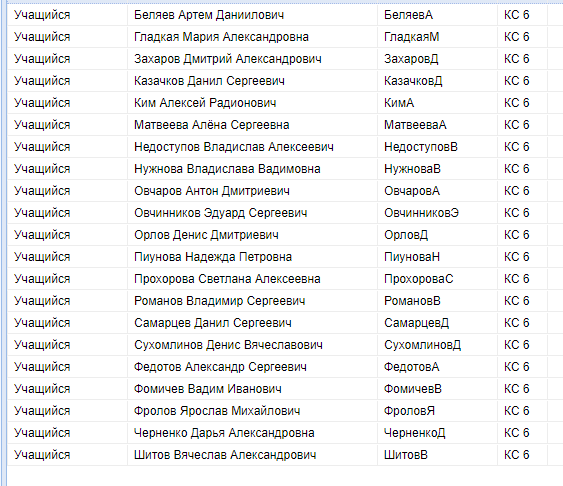 Учащийся Беляев Артем Даниилович БеляевА КС 6
Учащийся Гладкая Мария Александровна ГладкаяМ КС 6
Учащийся Захаров Дмитрий Александрович ЗахаровД КС 6
Учащийся Казачков Данил Сергеевич КазачковД КС 6
Учащийся Ким Алексей Радионович КимА КС 6
Учащийся Матвеева Алёна Сергеевна МатвееваА КС 6
Учащийся Недоступов Владислав Алексеевич НедоступовВ КС 6
Учащийся Нужнова Владислава Вадимовна НужноваВ КС 6
Учащийся Овчаров Антон Дмитриевич ОвчаровА КС 6
Учащийся Овчинников Эдуард Сергеевич ОвчинниковЭ КС 6
Учащийся Орлов Денис Дмитриевич ОрловД КС 6
Учащийся Пиунова Надежда Петровна ПиуноваН КС 6
Учащийся Прохорова Светлана Алексеевна ПрохороваС КС 6
Учащийся Романов Владимир Сергеевич РомановВ КС 6
Учащийся Самарцев Данил Сергеевич СамарцевД КС 6
Учащийся Сухомлинов Денис Вячеславович СухомлиновД КС 6
Учащийся Федотов Александр Сергеевич ФедотовА КС 6
Учащийся Фомичев Вадим Иванович ФомичевВ КС 6
Учащийся Фролов Ярослав Михайлович ФроловЯ КС 6
Учащийся Черненко Дарья Александровна ЧерненкоД КС 6
Учащийся Шитов Вячеслав Александрович ШитовВ КС 6